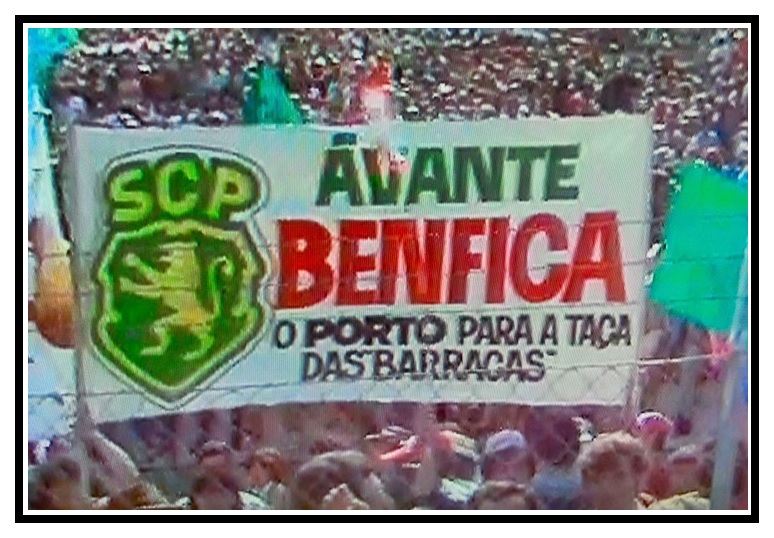 SCP
ÁVANTE
BENFICA
O PORTO PARA A TAÇA
DAS "BARRACAS"